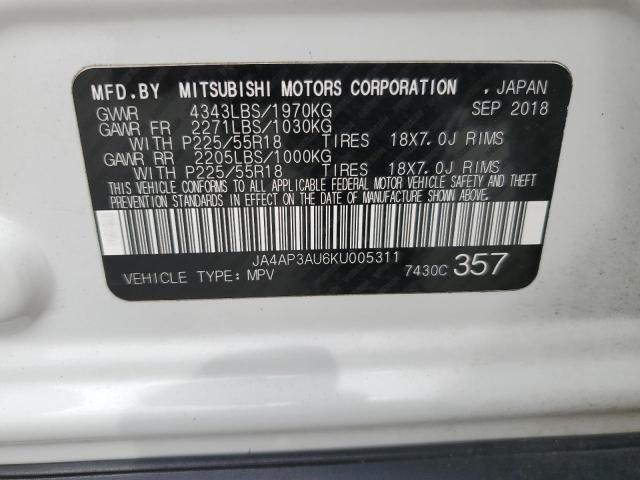 MFD.BY MITSUBISHI MOTORS CORPORATION , JAPAN
GVWR 4343LBS/1970KG SEP 2018
GAWR FR 2271LBS/1030KG
WITH P225/55R18 TIRES 18X7.0J RIMS
GAWR RR 2205LBS/1000KG
WITH P225/55R18 TIRES 18X7.0J RIMS
THIS VEHICLE CONFORMS TO ALL APPLICABLE FEDERAL MOTOR VEHICLE SAFETY AND THEFT
PREVENTION STANDARDS IN EFFECT ON THE DATE OF MANUFACTURE SHOWN ABOVE.
JA4AP3AU6KU005311
VEHICLE TYPE:MPV 7430C 357